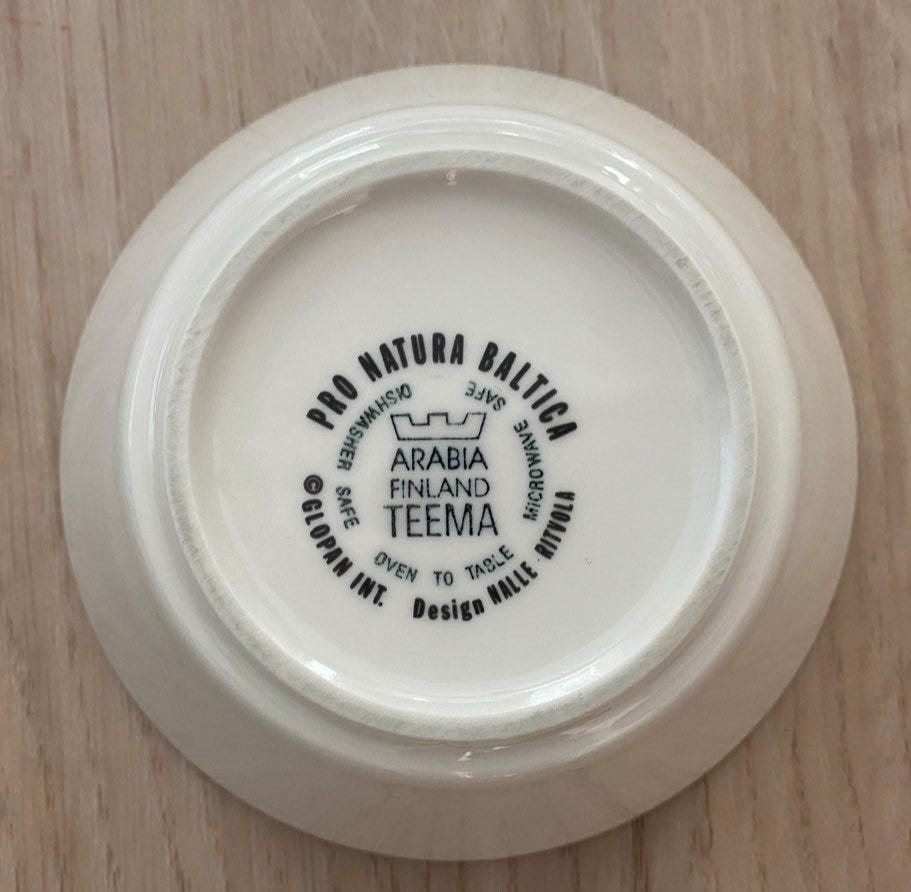 PRO NATURA BALTICA
DISHWASHER SAFE
MICROWAVE SAFE
ARABIA
FINLAND
TEEMA
OVEN TO TABLE
©GLOPAN INT.
Design NALLE RITVOLA